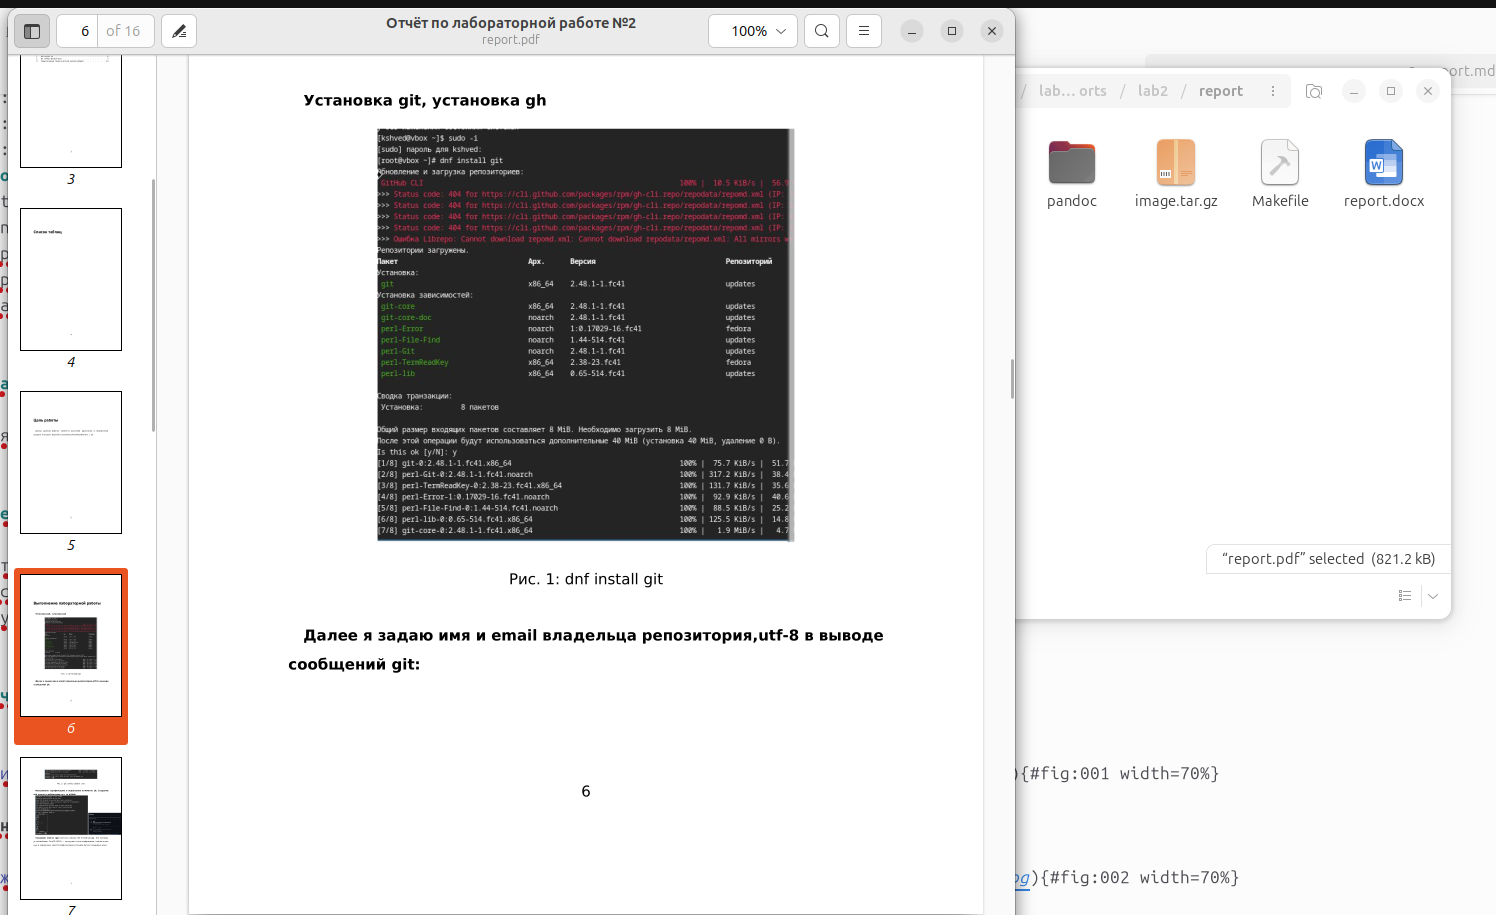 6
of 16
Отчёт по лабораторной работе №2
report.pdf
100%
3
Список таблиц
4
Цель работы
5
Выполнение лабораторной работы
6
7
Установка git, установка gh
[kshved@vbox ~]$ sudo -i
[sudo] пароль для kshved:
[root@vbox ~]# dnf install git
Обновление и загрузка репозиториев:
GitHub CLI 100% | 10.5 KiB/s | 56.9
>>> Status code: 404 for https://cli.github.com/packages/rpm/gh-cli.repo/repodata/repomd.xml (IP:
>>> Status code: 404 for https://cli.github.com/packages/rpm/gh-cli.repo/repodata/repomd.xml (IP:
>>> Status code: 404 for https://cli.github.com/packages/rpm/gh-cli.repo/repodata/repomd.xml (IP:
>>> Status code: 404 for https://cli.github.com/packages/rpm/gh-cli.repo/repodata/repomd.xml (IP:
>>> Ошибка Librepo: Cannot download repomd.xml: Cannot download repodata/repomd.xml: All mirrors w
Репозитории загружены.
Пакет Арх. Версия Репозиторий
Установка:
git x86_64 2.48.1-1.fc41 updates
Установка зависимостей:
git-core x86_64 2.48.1-1.fc41 updates
git-core-doc noarch 2.48.1-1.fc41 updates
perl-Error noarch 1:0.17029-16.fc41 fedora
perl-File-Find noarch 1.44-514.fc41 updates
perl-Git noarch 2.48.1-1.fc41 updates
perl-TermReadKey x86_64 2.38-23.fc41 fedora
perl-lib x86_64 0.65-514.fc41 updates
Сводка транзакции:
Установка: 8 пакетов
Общий размер входящих пакетов составляет 8 MiB. Необходимо загрузить 8 MiB.
После этой операции будут использоваться дополнительные 40 MiB (установка 40 MiB, удаление 0 B).
Is this ok [y/N]: y
[1/8] git-0:2.48.1-1.fc41.x86_64 100% | 75.7 KiB/s | 51.7
[2/8] perl-Git-0:2.48.1-1.fc41.noarch 100% | 317.2 KiB/s | 38.4
[3/8] perl-TermReadKey-0:2.38-23.fc41.x86_64 100% | 131.7 KiB/s | 35.6
[4/8] perl-Error-1:0.17029-16.fc41.noarch 100% | 92.9 KiB/s | 40.6
[5/8] perl-File-Find-0:1.44-514.fc41.noarch 100% | 88.5 KiB/s | 25.2
[6/8] perl-lib-0:0.65-514.fc41.x86_64 100% | 125.5 KiB/s | 14.8
[7/8] git-core-0:2.48.1-1.fc41.x86_64 100% | 1.9 MiB/s | 4.7
Рис. 1: dnf install git
Далее я задаю имя и email владельца репозитория,utf-8 в выводе
сообщений git:
6
ort.md
/ lab… orts / lab2 / report
pandoc
image.tar.gz
Makefile
report.docx
“report.pdf” selected (821.2 kB)
){#fig:001 width=70%}
og){#fig:002 width=70%}